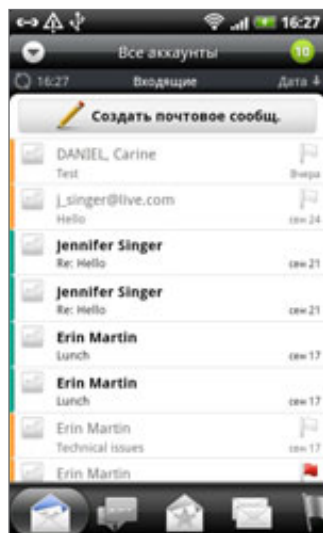 16:27
Все аккаунты
10
16:27 Входящие Дата
Создать почтовое сообщ.
DANIEL, Carine
Test Вчера
j_singer@live.com
Hello сен 24
Jennifer Singer
Re: Hello сен 21
Jennifer Singer
Re: Hello сен 21
Erin Martin
Lunch сен 17
Erin Martin
Lunch сен 17
Erin Martin
Technical issues сен 17
Erin Martin